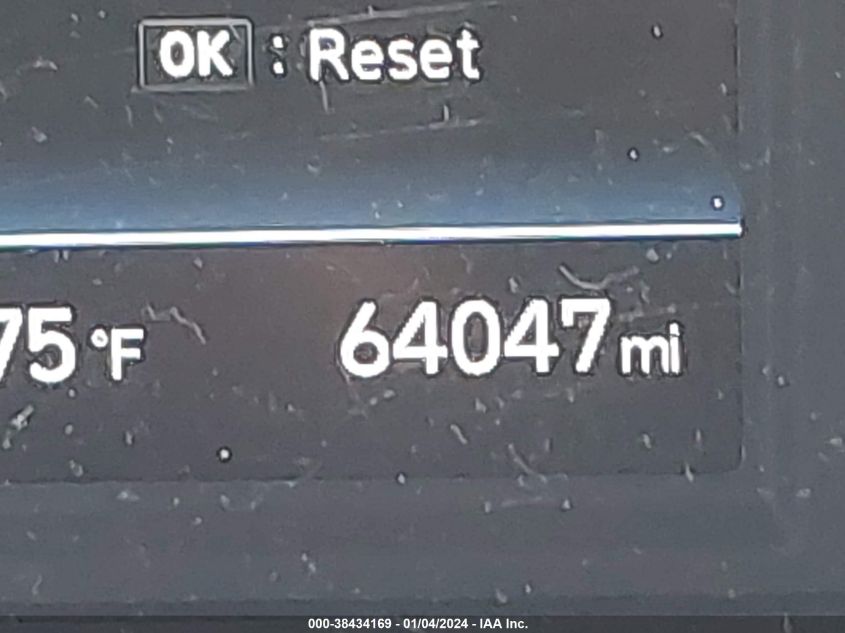 OK : Reset
75 °F 64047 mi
000-38434169 - 01/04/2024 - IAA Inc.